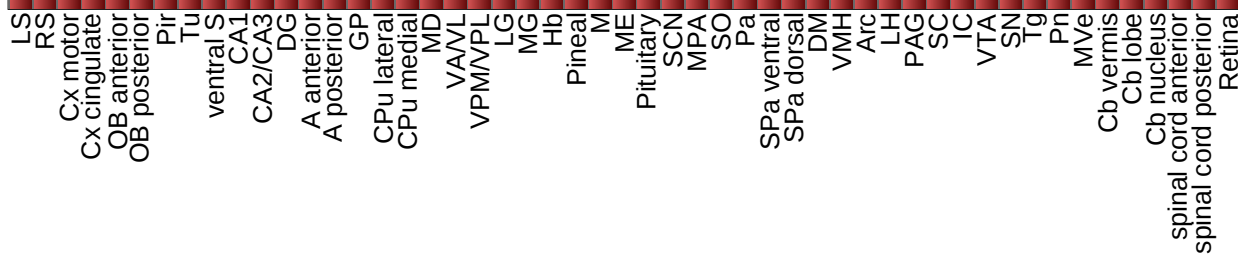 LS
RS
Cx motor
Cx cingulate
OB anterior
OB posterior
Pir
Tu
ventral S
CA1
CA2/CA3
DG
A anterior
A posterior
GP
CPu lateral
CPu medial
MD
VA/VL
VPM/VPL
LG
MG
Hb
Pineal
M
ME
Pituitary
SCN
MPA
SO
Pa
SPa ventral
SPa dorsal
DM
VMH
Arc
LH
PAG
SC
IC
VTA
SN
Tg
Pn
MVe
Cb vermis
Cb lobe
Cb nucleus
spinal cord anterior
spinal cord posterior
Retina